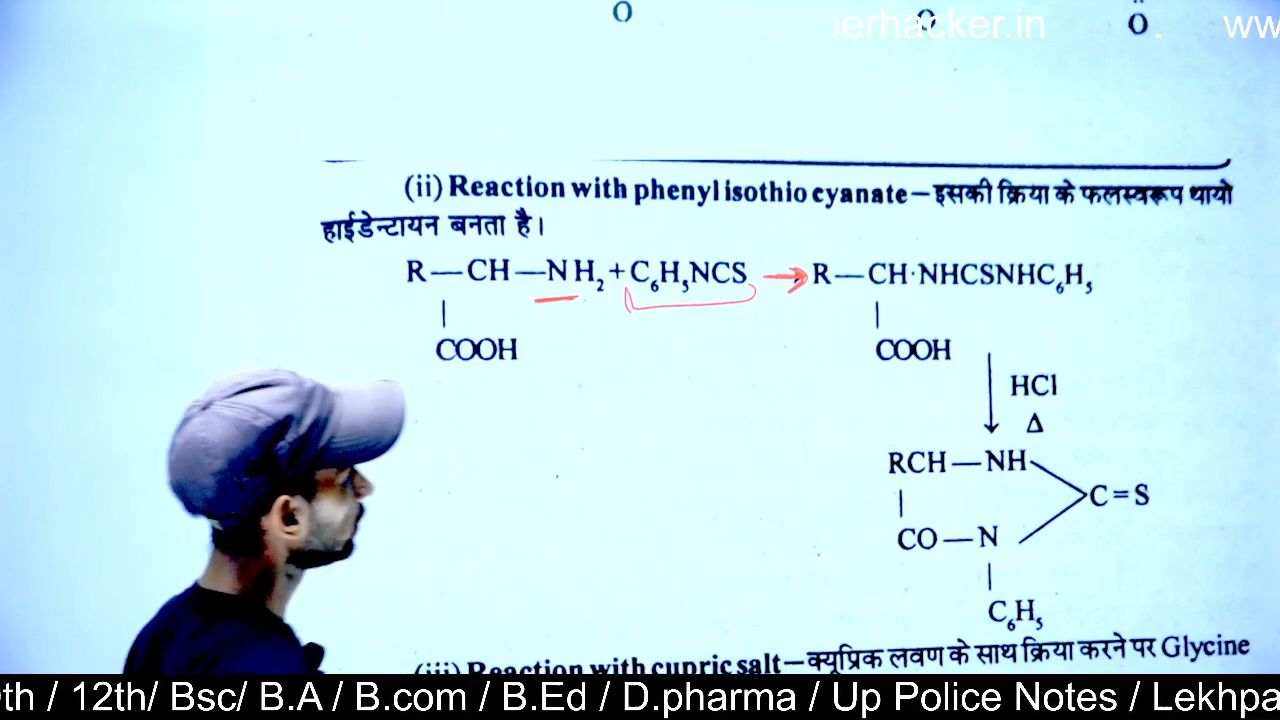 O O Ö
erhacker.in . ww
(ii) Reaction with phenyl isothio cyanate – इसकी क्रिया के फलस्वरूप थायो
हाईडेन्टायन बनता है।
R — CH — NH₂ + C₆H₅NCS → R — CH·NHCSNHC₆H₅
| |
COOH COOH
↓ HCl
Δ
RCH — NH
| C = S
CO — N
|
C₆H₅
(iii) Reaction with cupric salt – क्यूप्रिक लवण के साथ क्रिया करने पर Glycine
th / 12th/ Bsc/ B.A / B.com / B.Ed / D.pharma / Up Police Notes / Lekhpa